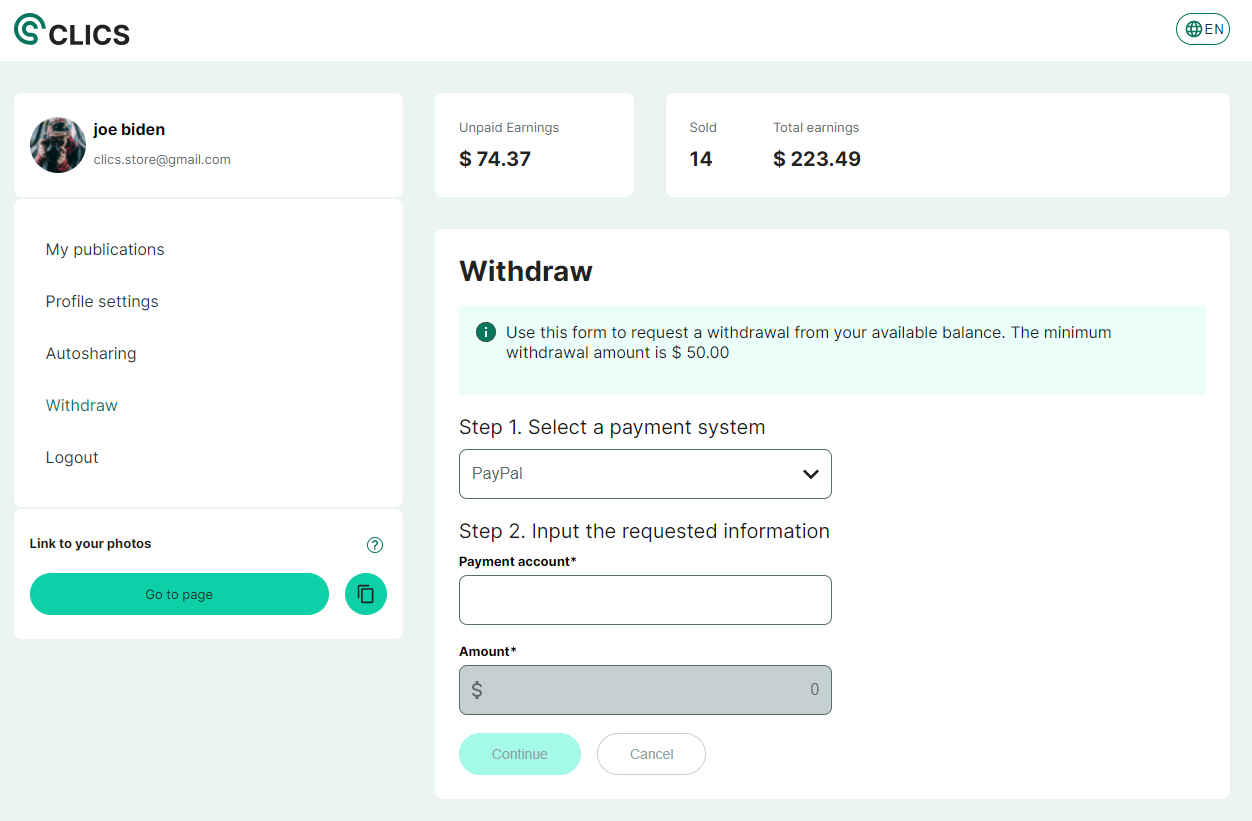 CLICS
EN
joe biden
clics.store@gmail.com
My publications
Profile settings
Autosharing
Withdraw
Logout
Link to your photos
?
Go to page
Unpaid Earnings
$ 74.37
Sold
14
Total earnings
$ 223.49
Withdraw
Use this form to request a withdrawal from your available balance. The minimum
withdrawal amount is $ 50.00
Step 1. Select a payment system
PayPal
Step 2. Input the requested information
Payment account*
Amount*
$ 0
Continue
Cancel